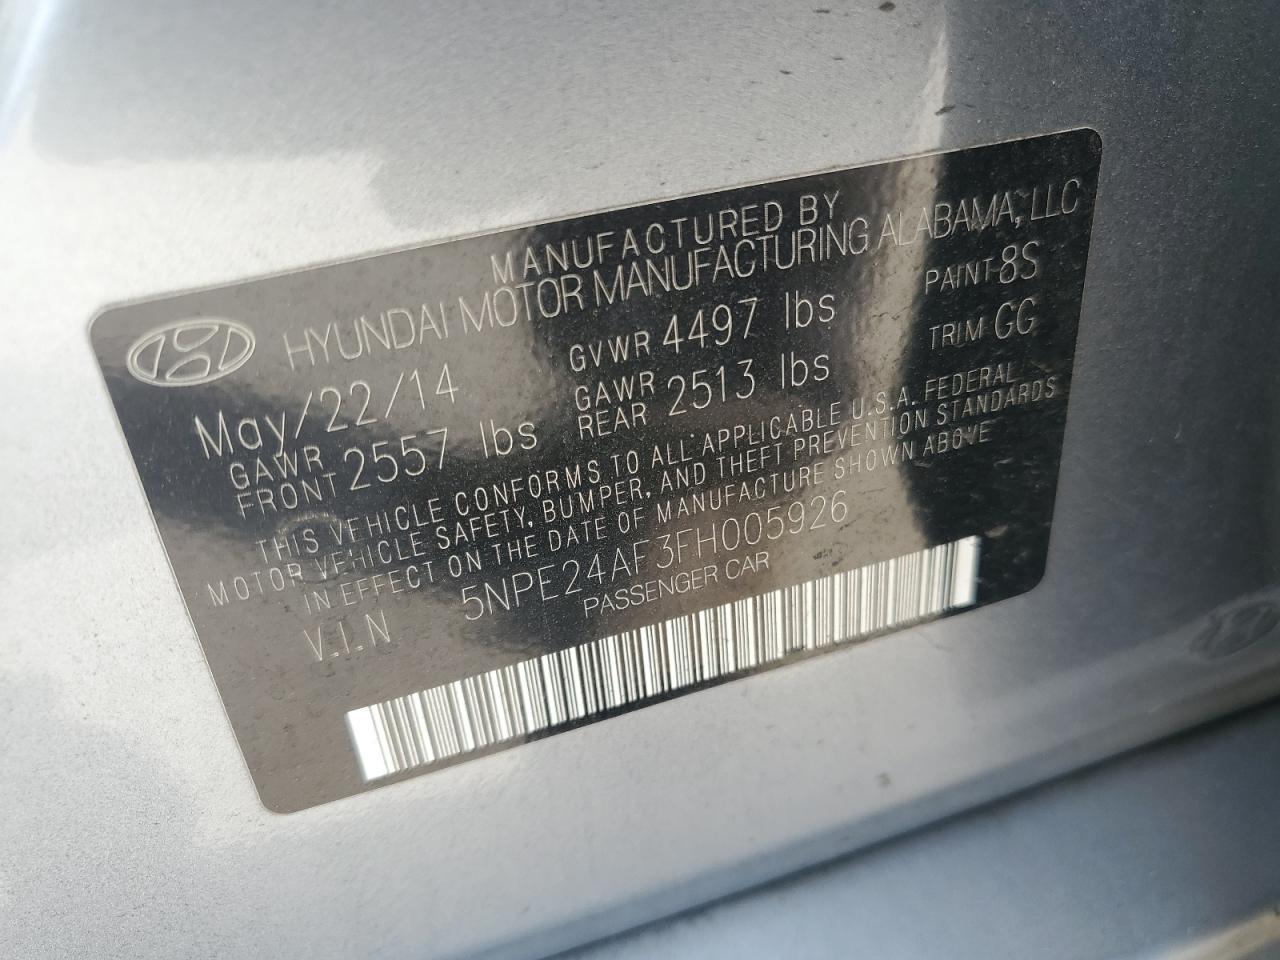 MANUFACTURED BY
HYUNDAI MOTOR MANUFACTURING ALABAMA, LLC
May/22/14 GVWR 4497 lbs PAINT 8S
GAWR FRONT 2557 lbs GAWR REAR 2513 lbs TRIM GG
THIS VEHICLE CONFORMS TO ALL APPLICABLE U.S.A. FEDERAL
MOTOR VEHICLE SAFETY, BUMPER, AND THEFT PREVENTION STANDARDS
IN EFFECT ON THE DATE OF MANUFACTURE SHOWN ABOVE
V.I.N 5NPE24AF3FH005926
PASSENGER CAR